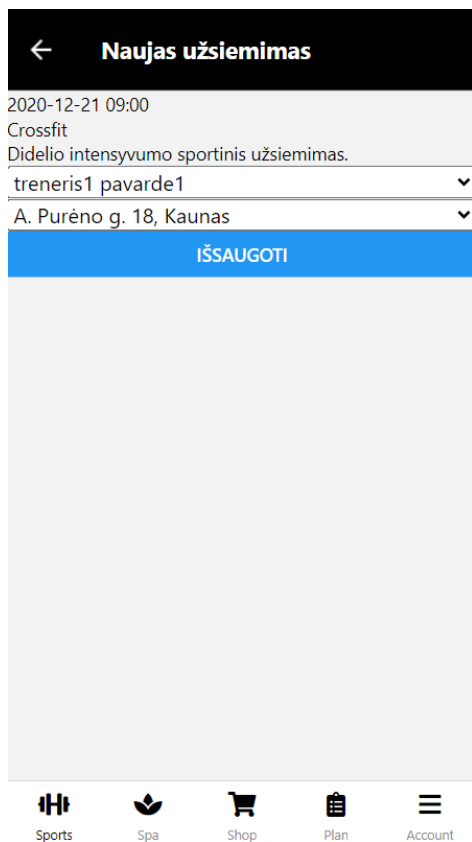 Naujas užsiemimas
2020-12-21 09:00
Crossfit
Didelio intensyvumo sportinis užsiemimas.
treneris1 pavarde1
A. Purėno g. 18, Kaunas
IŠSAUGOTI
Sports Spa Shop Plan Account